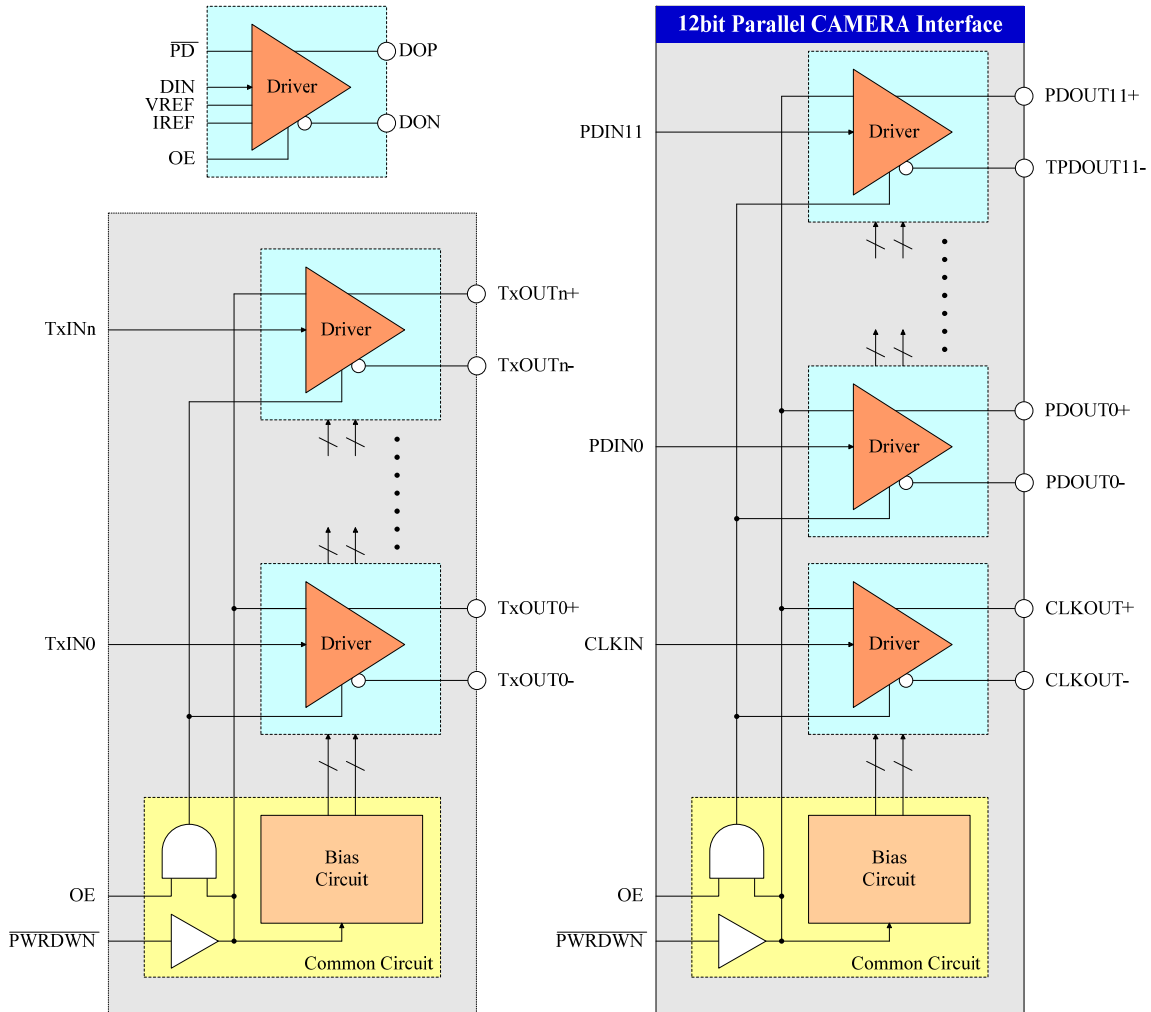 PD
DIN
VREF
IREF
OE
Driver
DOP
DON
TxINn
Driver
TxOUTn+
TxOUTn-
TxIN0
Driver
TxOUT0+
TxOUT0-
Bias
Circuit
OE
PWRDWN
Common Circuit
12bit Parallel CAMERA Interface
PDIN11
Driver
PDOUT11+
TPDOUT11-
PDIN0
Driver
PDOUT0+
PDOUT0-
CLKIN
Driver
CLKOUT+
CLKOUT-
Bias
Circuit
OE
PWRDWN
Common Circuit